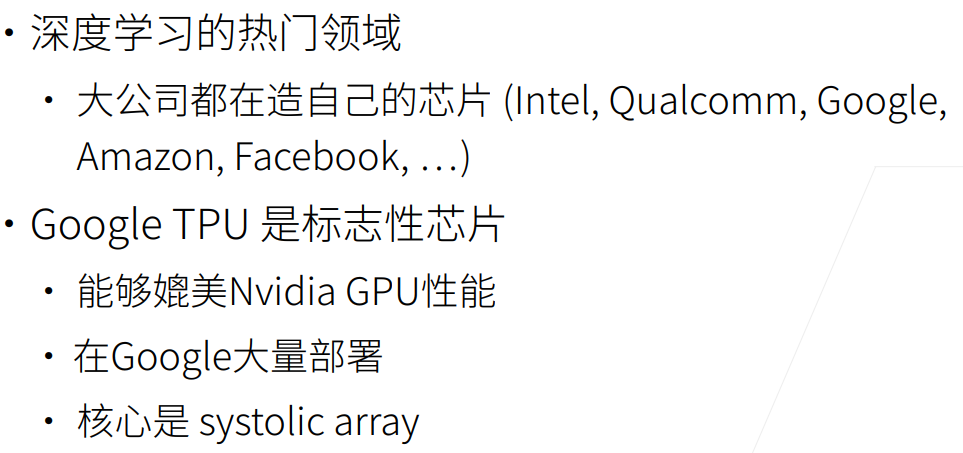 • 深度学习的热门领域
• 大公司都在造自己的芯片 (Intel, Qualcomm, Google,
Amazon, Facebook, …)
• Google TPU 是标志性芯片
• 能够媲美Nvidia GPU性能
• 在Google大量部署
• 核心是 systolic array